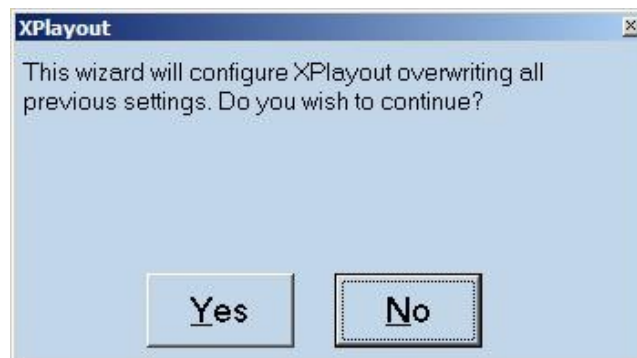 XPlayout
This wizard will configure XPlayout overwriting all
previous settings. Do you wish to continue?
Yes
No